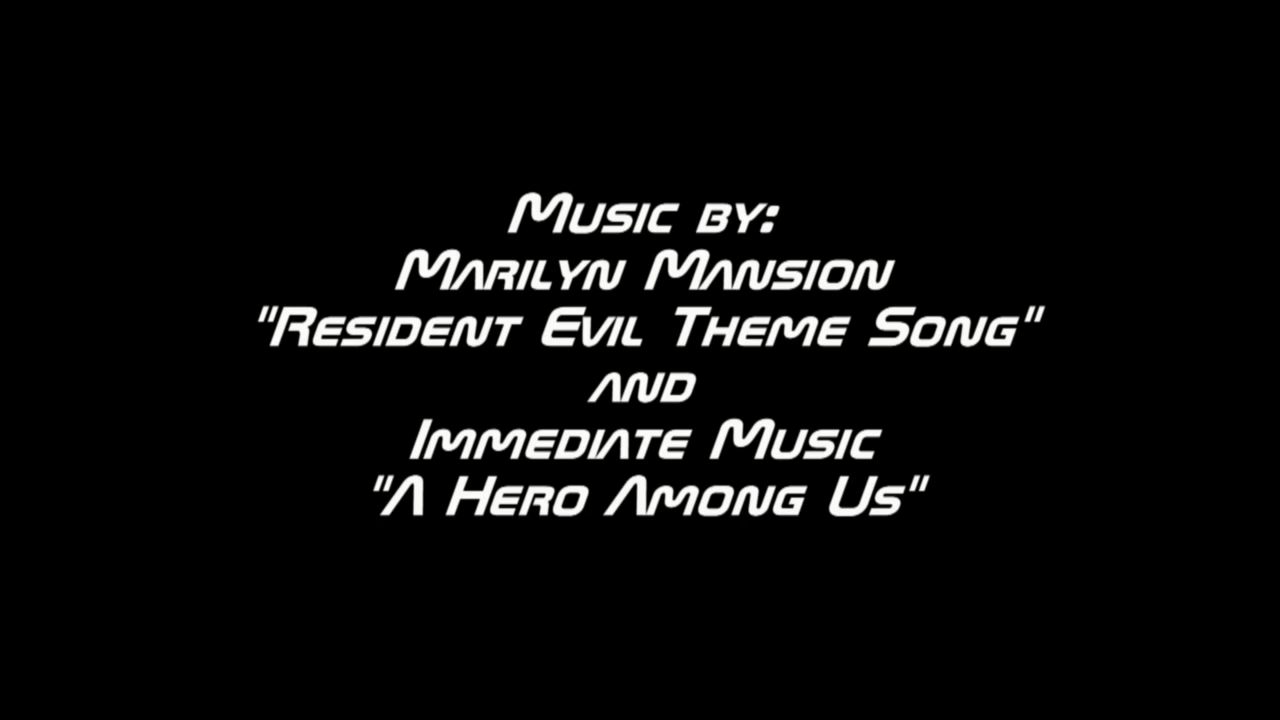 Music by:
Marilyn Mansion
"Resident Evil Theme Song"
and
Immediate Music
"A Hero Among Us"